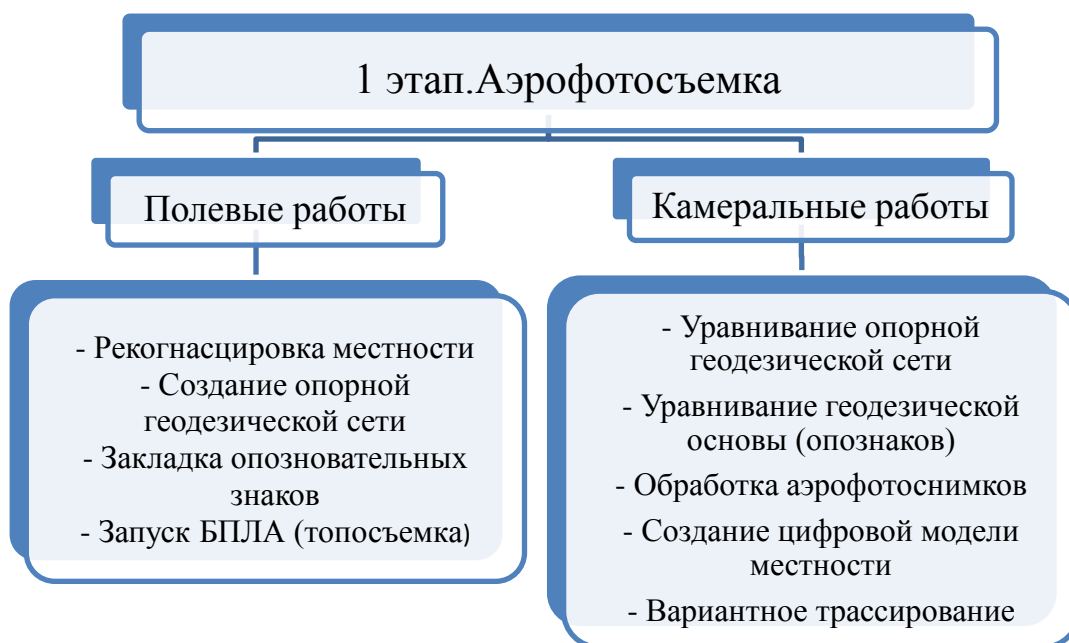 1 этап.Аэрофотосъемка
Полевые работы
- Рекогнасцировка местности
- Создание опорной
геодезической сети
- Закладка опозновательных
знаков
- Запуск БПЛА (топосъемка)
Камеральные работы
- Уравнивание опорной
геодезической сети
- Уравнивание геодезической
основы (опознаков)
- Обработка аэрофотоснимков
- Создание цифровой модели
местности
- Вариантное трассирование